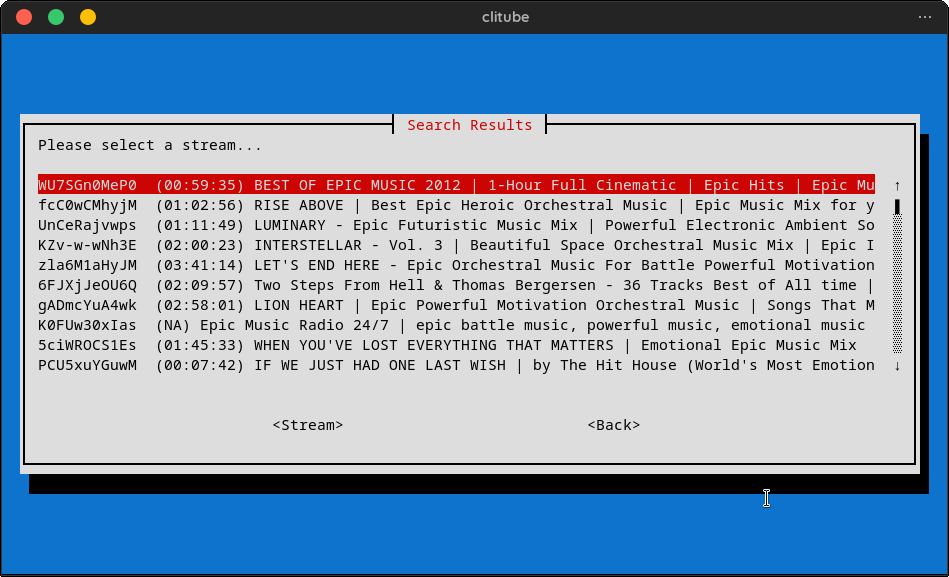 clitube
Search Results
Please select a stream...
WU7SGn0MeP0 (00:59:35) BEST OF EPIC MUSIC 2012 | 1-Hour Full Cinematic | Epic Hits | Epic Mu
fcC0wCMhyjM (01:02:56) RISE ABOVE | Best Epic Heroic Orchestral Music | Epic Music Mix for y
UnCeRajvwps (01:11:49) LUMINARY - Epic Futuristic Music Mix | Powerful Electronic Ambient So
KZv-w-wNh3E (02:00:23) INTERSTELLAR - Vol. 3 | Beautiful Space Orchestral Music Mix | Epic I
zla6M1aHyJM (03:41:14) LET'S END HERE - Epic Orchestral Music For Battle Powerful Motivation
6FJXjJeOU6Q (02:09:57) Two Steps From Hell & Thomas Bergersen - 36 Tracks Best of All time |
gADmcYuA4wk (02:58:01) LION HEART | Epic Powerful Motivation Orchestral Music | Songs That M
K0FUw30xIas (NA) Epic Music Radio 24/7 | epic battle music, powerful music, emotional music
5ciWROCS1Es (01:45:33) WHEN YOU'VE LOST EVERYTHING THAT MATTERS | Emotional Epic Music Mix
PCU5xuYGuwM (00:07:42) IF WE JUST HAD ONE LAST WISH | by The Hit House (World's Most Emotion
<Stream> <Back>